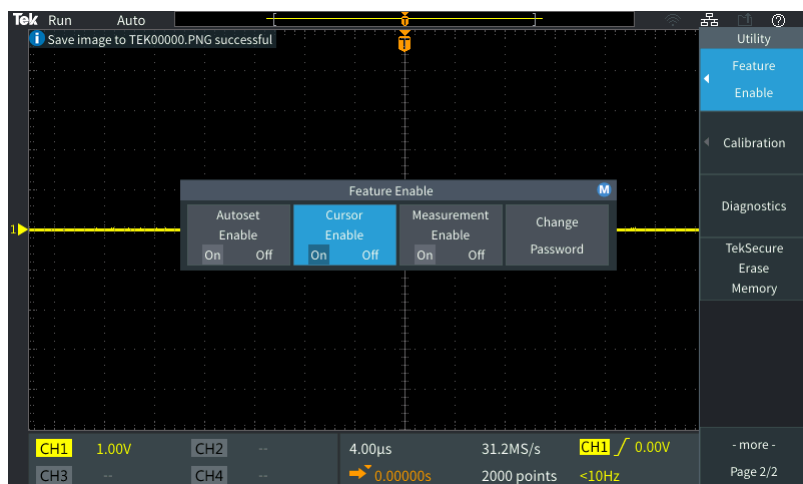 Tek Run Auto
T
i Save image to TEK00000.PNG successful
T
Utility
Feature
Enable
Calibration
Diagnostics
TekSecure
Erase
Memory
- more -
Page 2/2
Feature Enable M
Autoset
Enable
On Off
Cursor
Enable
On Off
Measurement
Enable
On Off
Change
Password
1
CH1 1.00V CH2 -- 4.00µs 31.2MS/s CH1 0.00V
CH3 -- CH4 -- 0.00000s 2000 points <10Hz